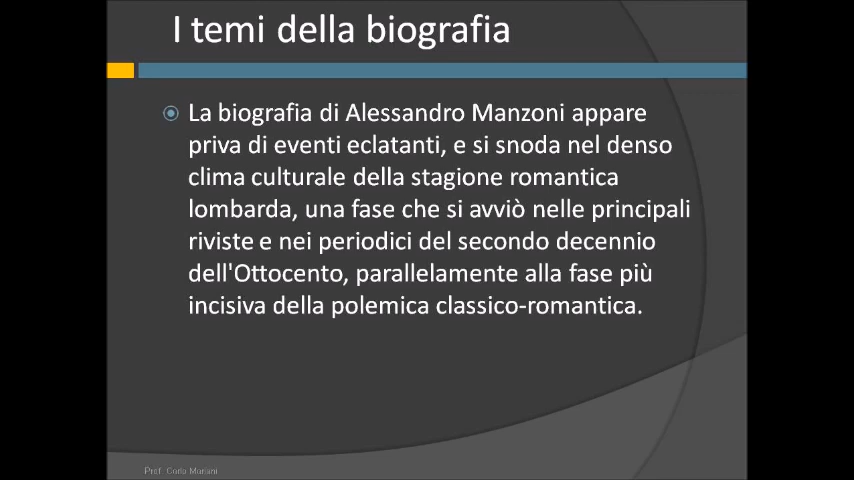 I temi della biografia
La biografia di Alessandro Manzoni appare
priva di eventi eclatanti, e si snoda nel denso
clima culturale della stagione romantica
lombarda, una fase che si avviò nelle principali
riviste e nei periodici del secondo decennio
dell'Ottocento, parallelamente alla fase più
incisiva della polemica classico-romantica.
Prof. Carla Mariani